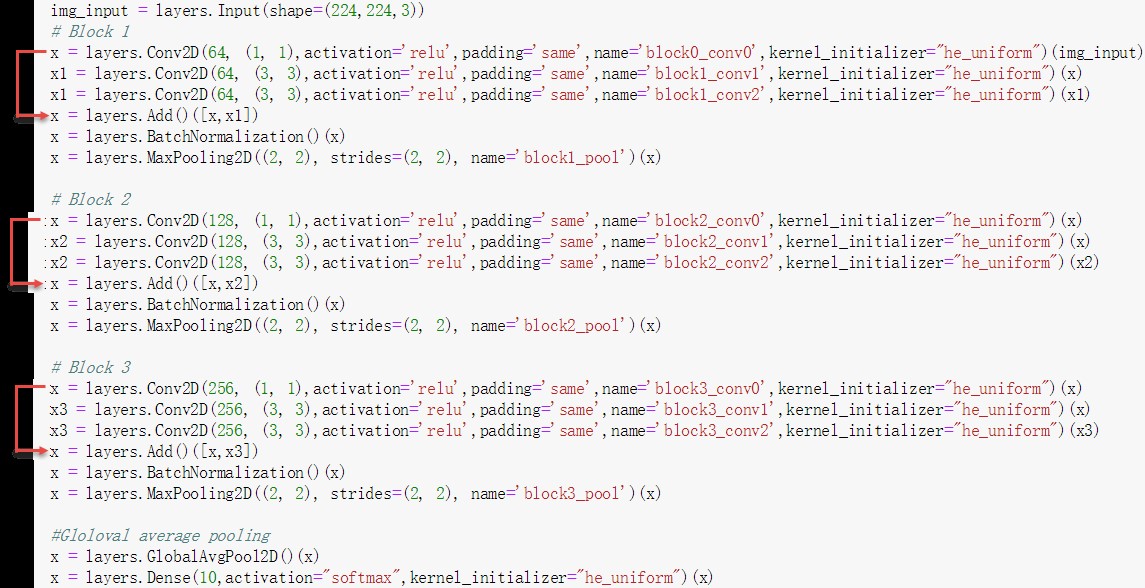 img_input = layers.Input(shape=(224,224,3))
# Block 1
x = layers.Conv2D(64, (1, 1),activation='relu',padding='same',name='block0_conv0',kernel_initializer="he_uniform")(img_input)
x1 = layers.Conv2D(64, (3, 3),activation='relu',padding='same',name='block1_conv1',kernel_initializer="he_uniform")(x)
x1 = layers.Conv2D(64, (3, 3),activation='relu',padding='same',name='block1_conv2',kernel_initializer="he_uniform")(x1)
x = layers.Add()([x,x1])
x = layers.BatchNormalization()(x)
x = layers.MaxPooling2D((2, 2), strides=(2, 2), name='block1_pool')(x)
# Block 2
x = layers.Conv2D(128, (1, 1),activation='relu',padding='same',name='block2_conv0',kernel_initializer="he_uniform")(x)
x2 = layers.Conv2D(128, (3, 3),activation='relu',padding='same',name='block2_conv1',kernel_initializer="he_uniform")(x)
x2 = layers.Conv2D(128, (3, 3),activation='relu',padding='same',name='block2_conv2',kernel_initializer="he_uniform")(x2)
x = layers.Add()([x,x2])
x = layers.BatchNormalization()(x)
x = layers.MaxPooling2D((2, 2), strides=(2, 2), name='block2_pool')(x)
# Block 3
x = layers.Conv2D(256, (1, 1),activation='relu',padding='same',name='block3_conv0',kernel_initializer="he_uniform")(x)
x3 = layers.Conv2D(256, (3, 3),activation='relu',padding='same',name='block3_conv1',kernel_initializer="he_uniform")(x)
x3 = layers.Conv2D(256, (3, 3),activation='relu',padding='same',name='block3_conv2',kernel_initializer="he_uniform")(x3)
x = layers.Add()([x,x3])
x = layers.BatchNormalization()(x)
x = layers.MaxPooling2D((2, 2), strides=(2, 2), name='block3_pool')(x)
#Gloloval average pooling
x = layers.GlobalAvgPool2D()(x)
x = layers.Dense(10,activation="softmax",kernel_initializer="he_uniform")(x)